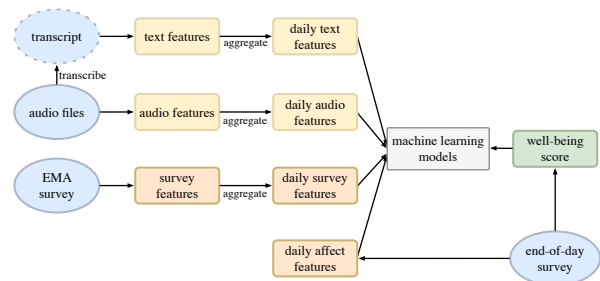 transcript
text features
aggregate
daily text
features
transcribe
audio files
audio features
aggregate
daily audio
features
machine learning
models
well-being
score
EMA
survey
survey
features
aggregate
daily survey
features
daily affect
features
end-of-day
survey